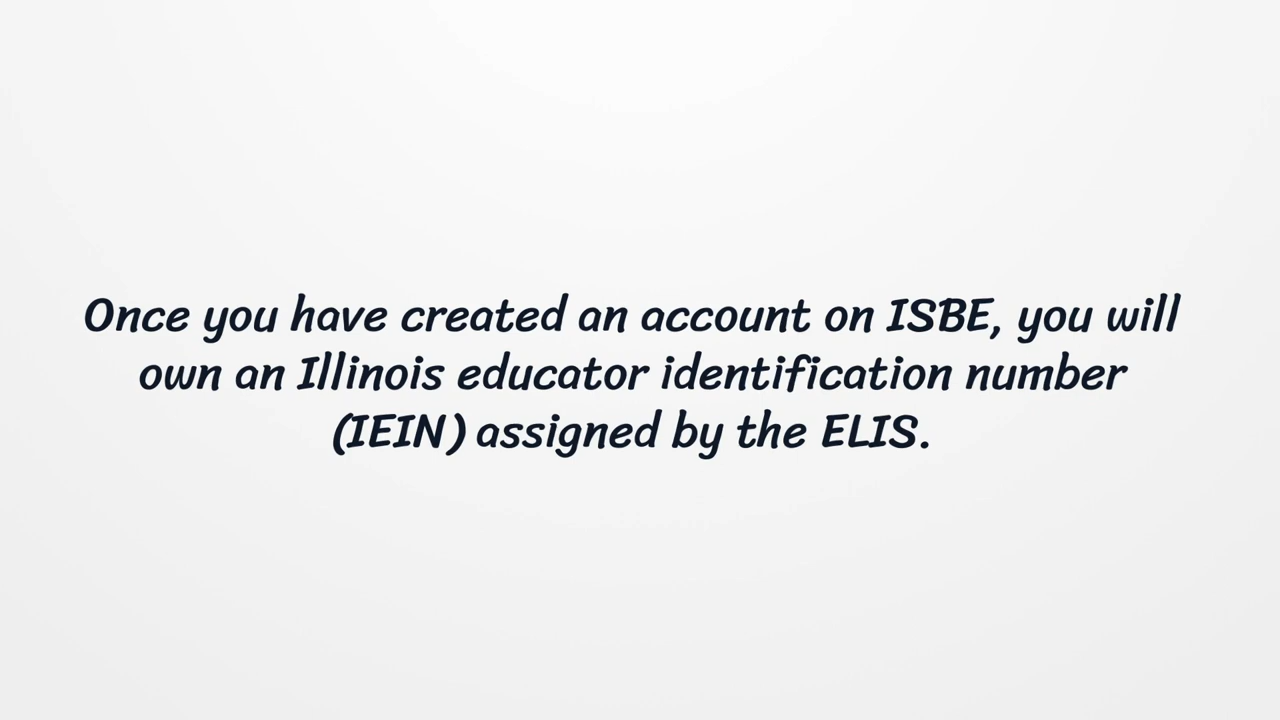 Once you have created an account on ISBE, you will
own an Illinois educator identification number
(IEIN) assigned by the ELIS.